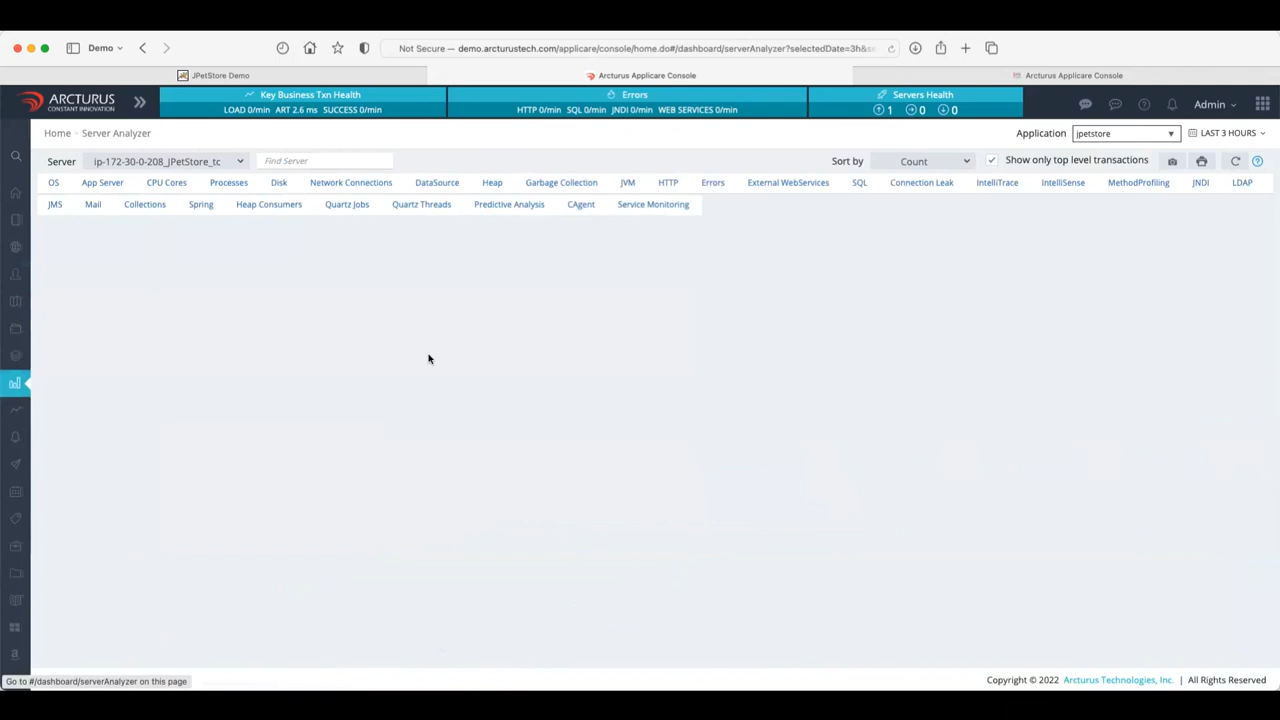 Demo
Not Secure — demo.arcturustech.com/applicare/console/home.do#/dashboard/serverAnalyzer?selectedDate=3h&se
JPetStore Demo
Arcturus Applicare Console
Arcturus Applicare Console
ARCTURUS
CONSTANT INNOVATION
Key Business Txn Health
LOAD 0/min ART 2.6 ms SUCCESS 0/min
Errors
HTTP 0/min SQL 0/min JNDI 0/min WEB SERVICES 0/min
Servers Health
1 0 0
Admin
Home - Server Analyzer
Application jpetstore LAST 3 HOURS
Server ip-172-30-0-208_JPetStore_tc Find Server Sort by Count Show only top level transactions
OS App Server CPU Cores Processes Disk Network Connections DataSource Heap Garbage Collection JVM HTTP Errors External WebServices SQL Connection Leak IntelliTrace IntelliSense MethodProfiling JNDI LDAP
JMS Mail Collections Spring Heap Consumers Quartz Jobs Quartz Threads Predictive Analysis CAgent Service Monitoring
Go to #/dashboard/serverAnalyzer on this page
Copyright © 2022 Arcturus Technologies, Inc. | All Rights Reserved